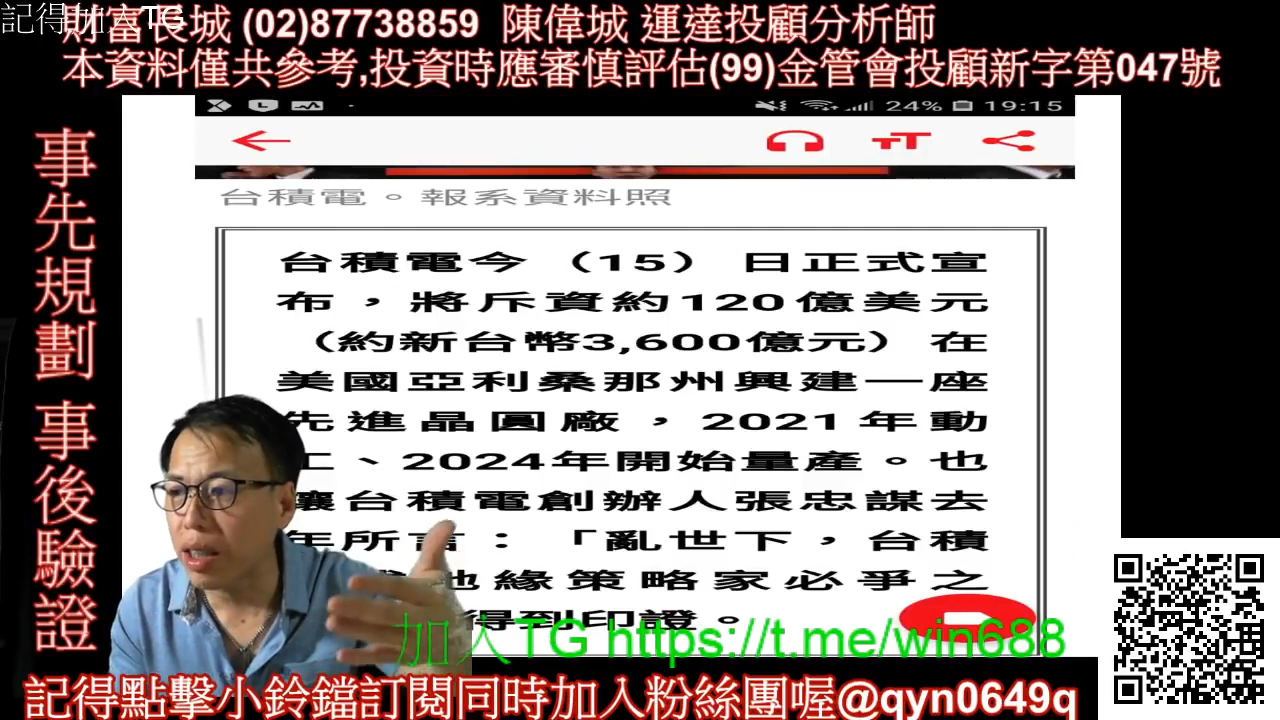 記得加入TG
財富長城 (02)87738859 陳偉城 運達投顧分析師
本資料僅共參考,投資時應審慎評估(99)金管會投顧新字第047號
事先規劃 事後驗證
24% 19:15
台積電。報系資料照
台積電今（15）日正式宣
布，將斥資約120億美元
（約新台幣3,600億元）在
美國亞利桑那州興建一座
先進晶圓廠，2021年動
工、2024年開始量產。也
讓台積電創辦人張忠謀去
年所言：「亂世下，台積
地緣策略家必爭之
得到印證。
加入TG https://t.me/win688
記得點擊小鈴鐺訂閱同時加入粉絲團喔@qyn0649q